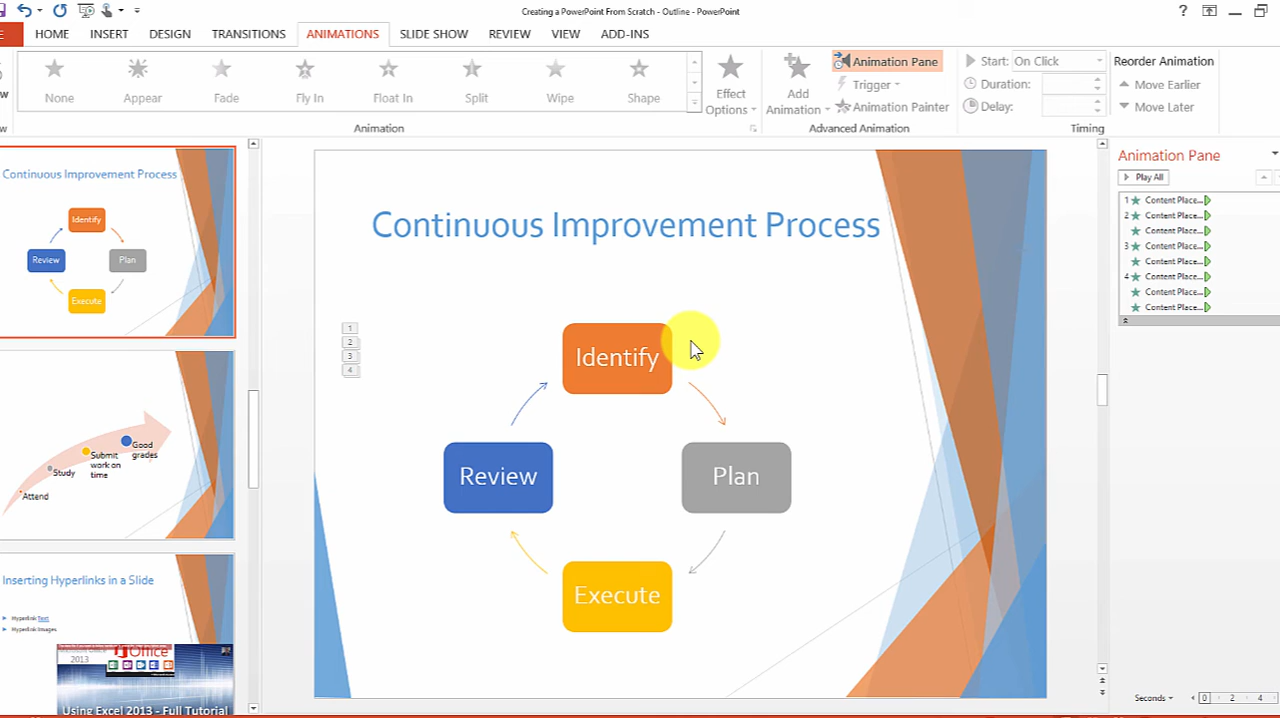 Creating a PowerPoint From Scratch - Outline - PowerPoint
?
HOME INSERT DESIGN TRANSITIONS ANIMATIONS SLIDE SHOW REVIEW VIEW ADD-INS
None Appear Fade Fly In Float In Split Wipe Shape
Animation
Effect
Options
Add
Animation
Animation Pane
Trigger
Animation Painter
Advanced Animation
Start: On Click
Duration:
Delay:
Timing
Reorder Animation
Move Earlier
Move Later
Continuous Improvement Process
Identify
Review
Plan
Execute
Good
grades
Submit
work on
time
Study
Attend
Inserting Hyperlinks in a Slide
Hyperlink Text
Hyperlink Images
Office
2013
Using Excel 2013 - Full Tutorial
Continuous Improvement Process
1
2
3
4
Identify
Review
Plan
Execute
Animation Pane
Play All
1 Content Place...
2 Content Place...
Content Place...
3 Content Place...
Content Place...
4 Content Place...
Content Place...
Content Place...
Seconds 0 2 4